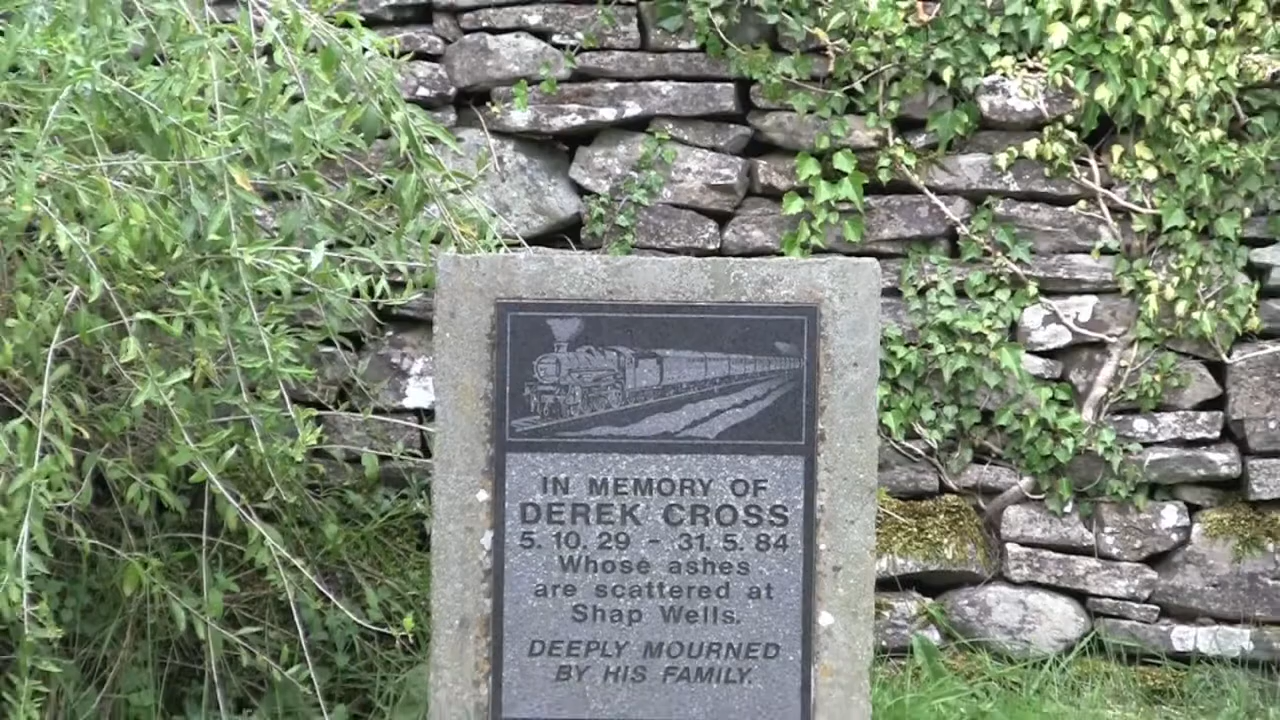 IN MEMORY OF
DEREK CROSS
5. 10. 29 - 31. 5. 84
Whose ashes
are scattered at
Shap Wells.
DEEPLY MOURNED
BY HIS FAMILY.